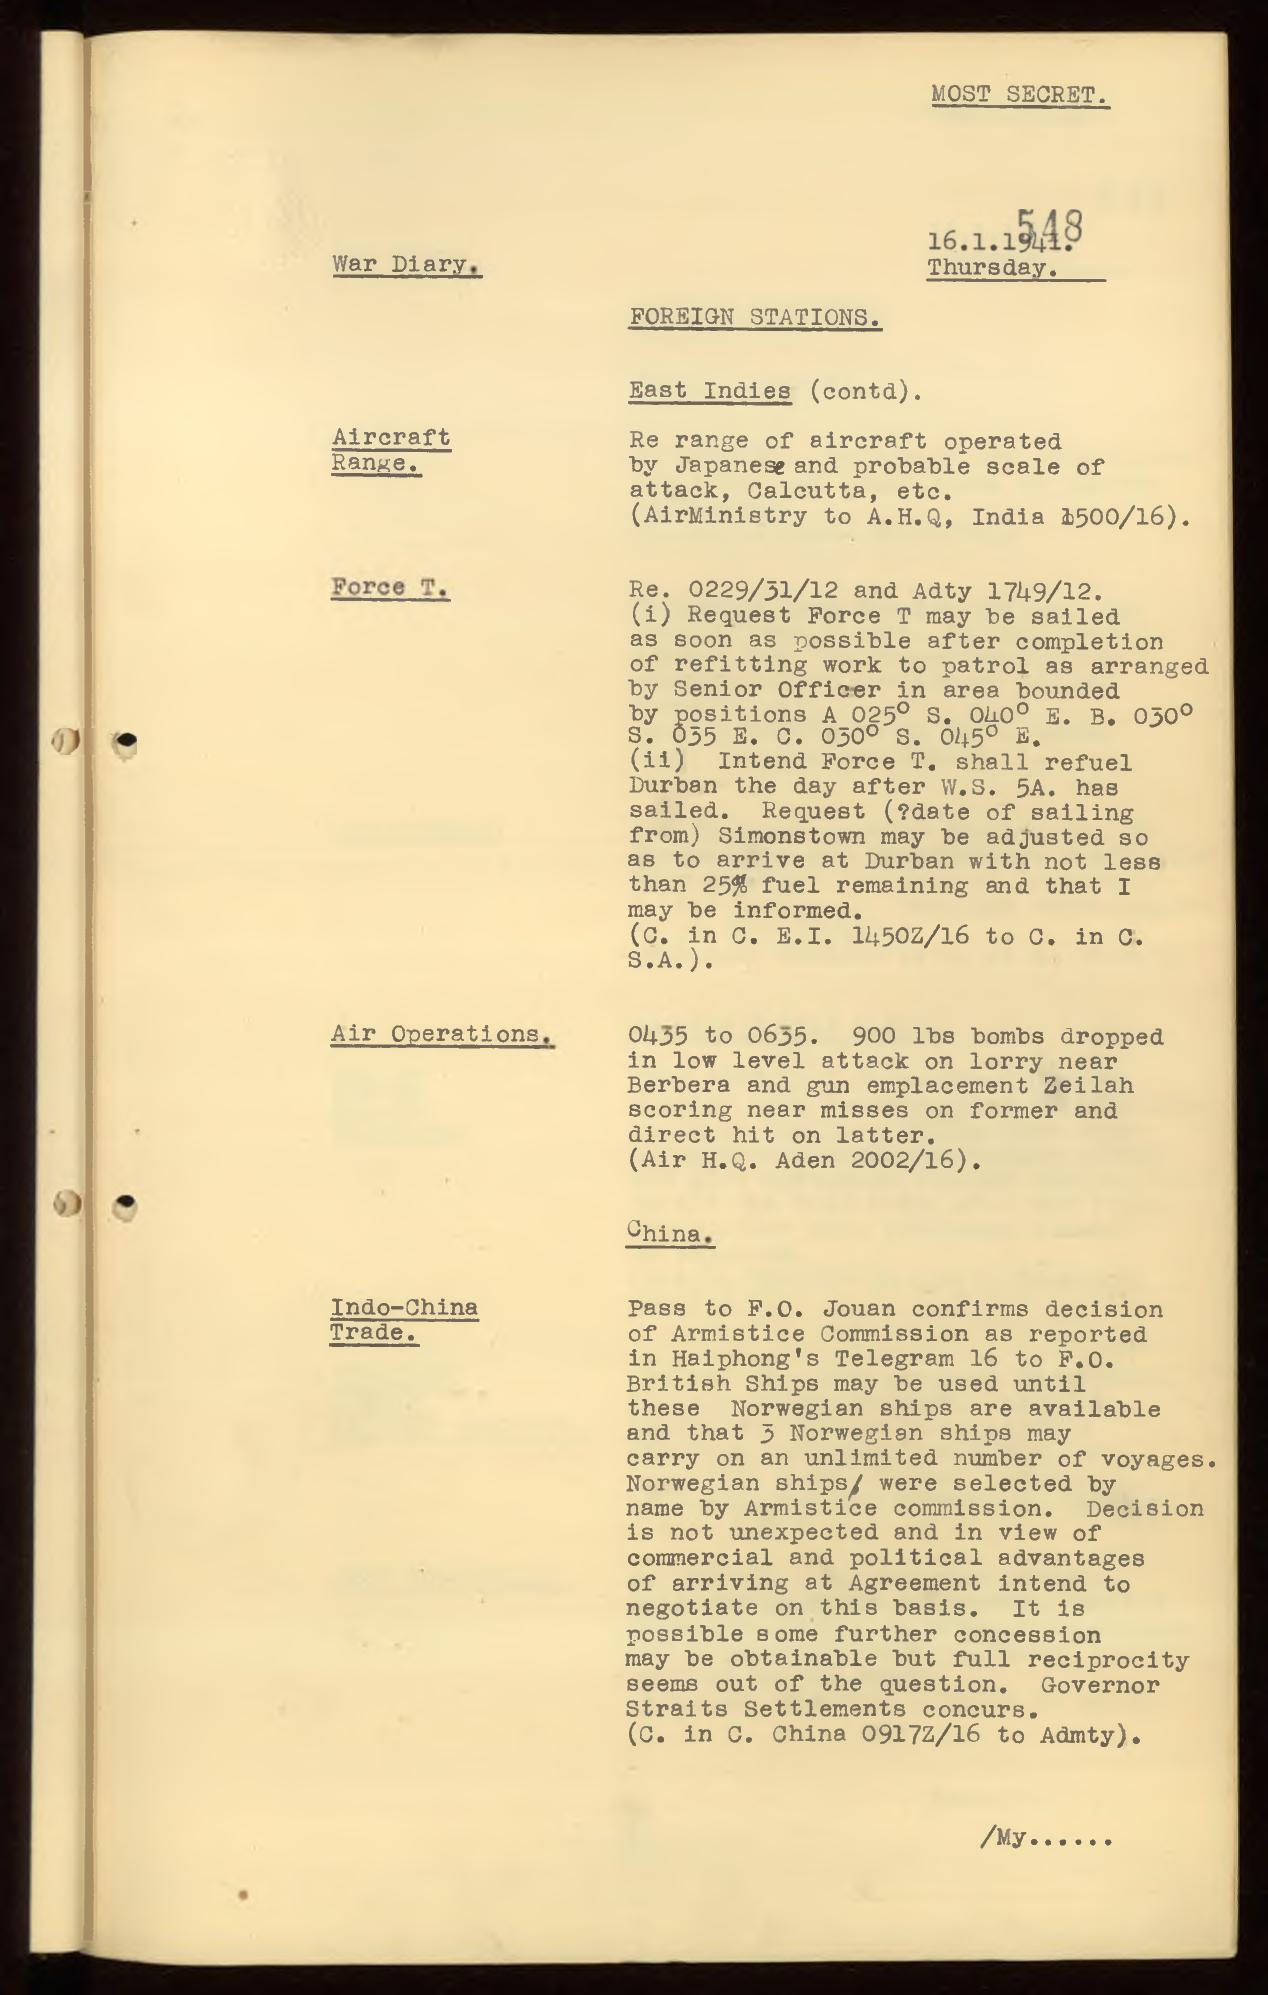 MOST SECRET.
548
16.1.1941.
War Diary.
Thursday.
FOREIGN STATIONS.
East Indies (contd).
Aircraft
Range.
Re range of aircraft operated
by Japanese and probable scale of
attack, Calcutta, etc.
(AirMinistry to A.H.Q, India 1500/16).
Force T.
Re. 0229/31/12 and Adty 1749/12.
(i) Request Force T may be sailed
as soon as possible after completion
of refitting work to patrol as arranged
by Senior Officer in area bounded
by positions A 025° S. 040° E. B. 030°
S. 035 E. C. 030° S. 045° E.
(ii) Intend Force T. shall refuel
Durban the day after W.S. 5A. has
sailed. Request (?date of sailing
from) Simonstown may be adjusted so
as to arrive at Durban with not less
than 25% fuel remaining and that I
may be informed.
(C. in C. E.I. 1450Z/16 to C. in C.
S.A.).
Air Operations.
0435 to 0635. 900 lbs bombs dropped
in low level attack on lorry near
Berbera and gun emplacement Zeilah
scoring near misses on former and
direct hit on latter.
(Air H.Q. Aden 2002/16).
China.
Indo-China
Trade.
Pass to F.O. Jouan confirms decision
of Armistice Commission as reported
in Haiphong's Telegram 16 to F.O.
British Ships may be used until
these Norwegian ships are available
and that 3 Norwegian ships may
carry on an unlimited number of voyages.
Norwegian ships/ were selected by
name by Armistice commission. Decision
is not unexpected and in view of
commercial and political advantages
of arriving at Agreement intend to
negotiate on this basis. It is
possible some further concession
may be obtainable but full reciprocity
seems out of the question. Governor
Straits Settlements concurs.
(C. in C. China 0917Z/16 to Admty).
/My......